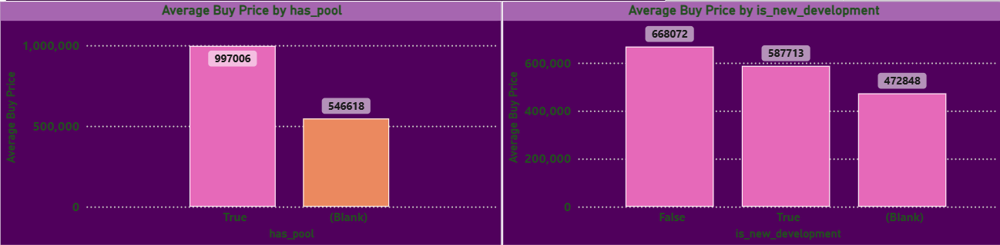 Average Buy Price by has_pool
1,000,000
500,000
0
Average Buy Price
997006
546618
True
(Blank)
has_pool
Average Buy Price by is_new_development
600,000
400,000
200,000
0
Average Buy Price
668072
587713
472848
False
True
(Blank)
is_new_development